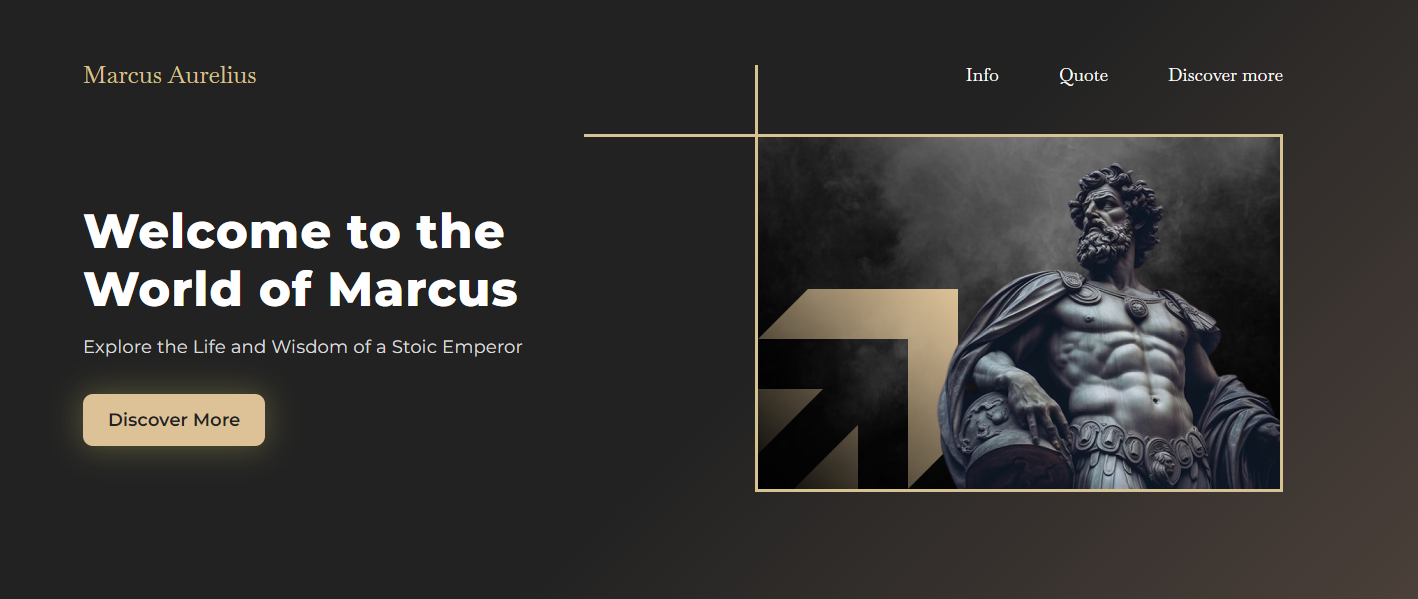 Marcus Aurelius
Info
Quote
Discover more
Welcome to the
World of Marcus
Explore the Life and Wisdom of a Stoic Emperor
Discover More